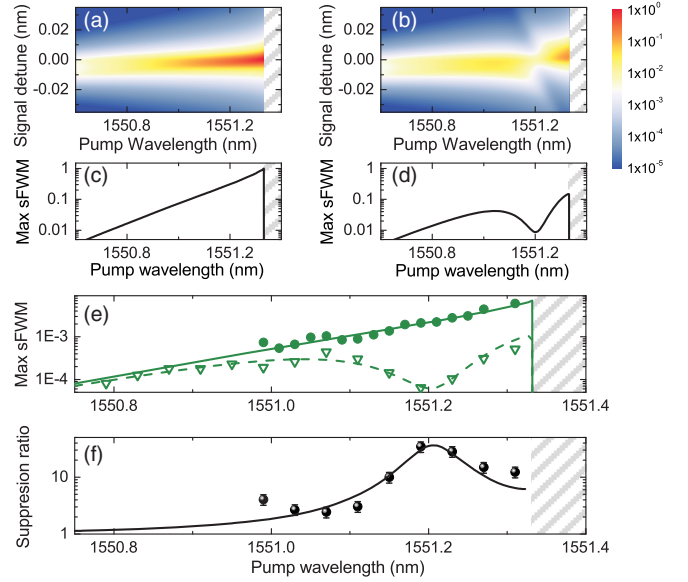 (a)
(b)
Signal detune (nm)
0.02
0.00
-0.02
1550.8
1551.2
Pump Wavelength (nm)
Signal detune (nm)
0.02
0.00
-0.02
1550.8
1551.2
Pump Wavelength (nm)
1x10^0
1x10^-1
1x10^-2
1x10^-3
1x10^-4
1x10^-5
(c)
Max sFWM
1
0.1
0.01
1550.8
1551.2
Pump wavelength (nm)
(d)
Max sFWM
1
0.1
0.01
1550.8
1551.2
Pump wavelength (nm)
(e)
Max sFWM
1E-3
1E-4
1550.8
1551.0
1551.2
1551.4
(f)
Suppresion ratio
10
1
1550.8
1551.0
1551.2
1551.4
Pump wavelength (nm)